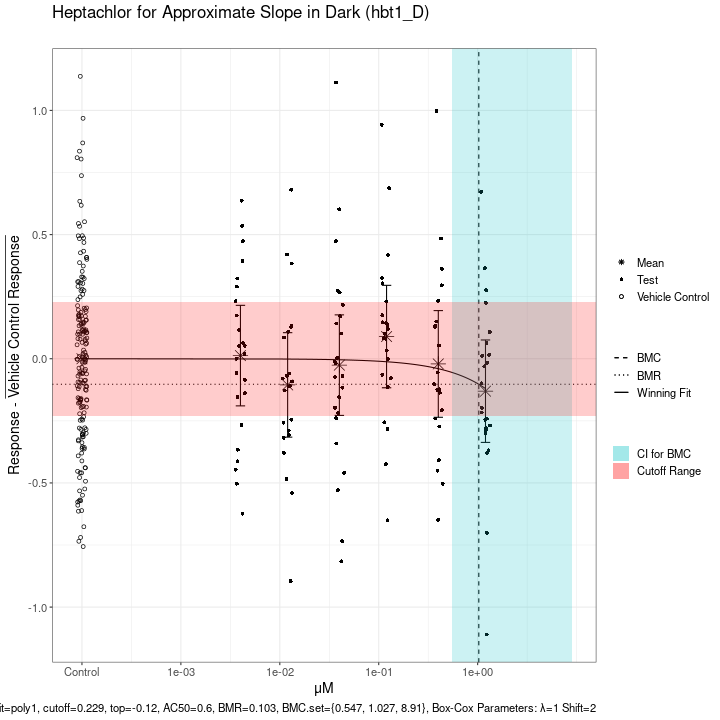 Heptachlor for Approximate Slope in Dark (hbt1_D)
1.0
0.5
0.0
-0.5
-1.0
Response - Vehicle Control Response
Control
1e-03
1e-02
1e-01
1e+00
µM
Mean
Test
Vehicle Control
BMC
BMR
Winning Fit
CI for BMC
Cutoff Range
it=poly1, cutoff=0.229, top=-0.12, AC50=0.6, BMR=0.103, BMC.set={0.547, 1.027, 8.91}, Box-Cox Parameters: λ=1 Shift=2